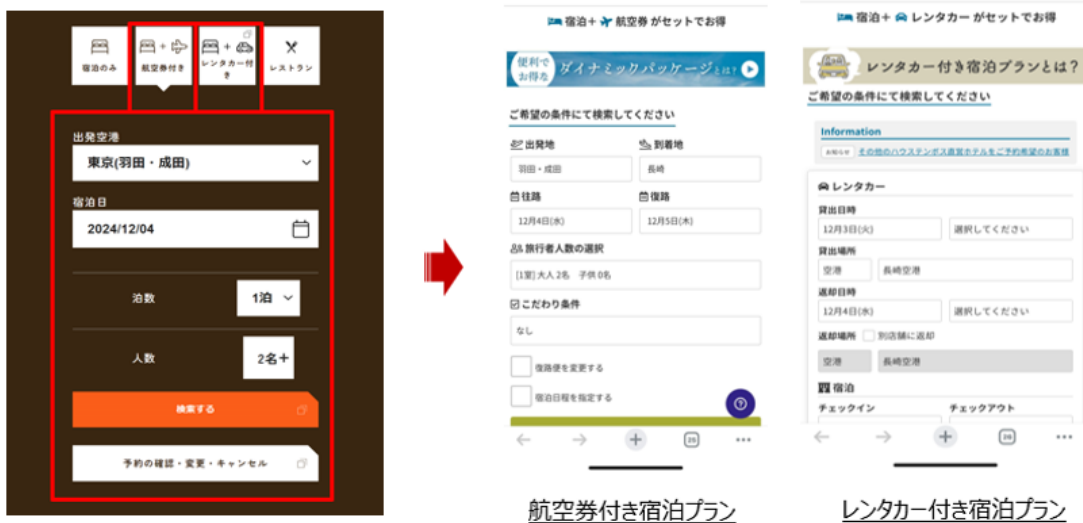 宿泊のみ
+
航空券付き
+
レンタカー付
き
レストラン
出発空港
東京(羽田・成田)
宿泊日
2024/12/04
泊数
1泊
人数
2名+
検索する
予約の確認・変更・キャンセル
宿泊+ 航空券 がセットでお得
便利で
お得な
ダイナミックパッケージとは?
ご希望の条件にて検索してください
出発地
到着地
羽田・成田
長崎
往路
復路
12月4日(水)
12月5日(木)
旅行者人数の選択
[1室] 大人 2名 子供 0名
こだわり条件
なし
復路便を変更する
宿泊日程を指定する
25
航空券付き宿泊プラン
宿泊+ レンタカー がセットでお得
レンタカー付き宿泊プランとは?
ご希望の条件にて検索してください
Information
お知らせ その他のハウステンボス直営ホテルをご予約希望のお客様
レンタカー
貸出日時
12月3日(火)
選択してください
貸出場所
空港
長崎空港
返却日時
12月4日(水)
選択してください
返却場所 別店舗に返却
空港
長崎空港
宿泊
チェックイン
チェックアウト
レンタカー付き宿泊プラン